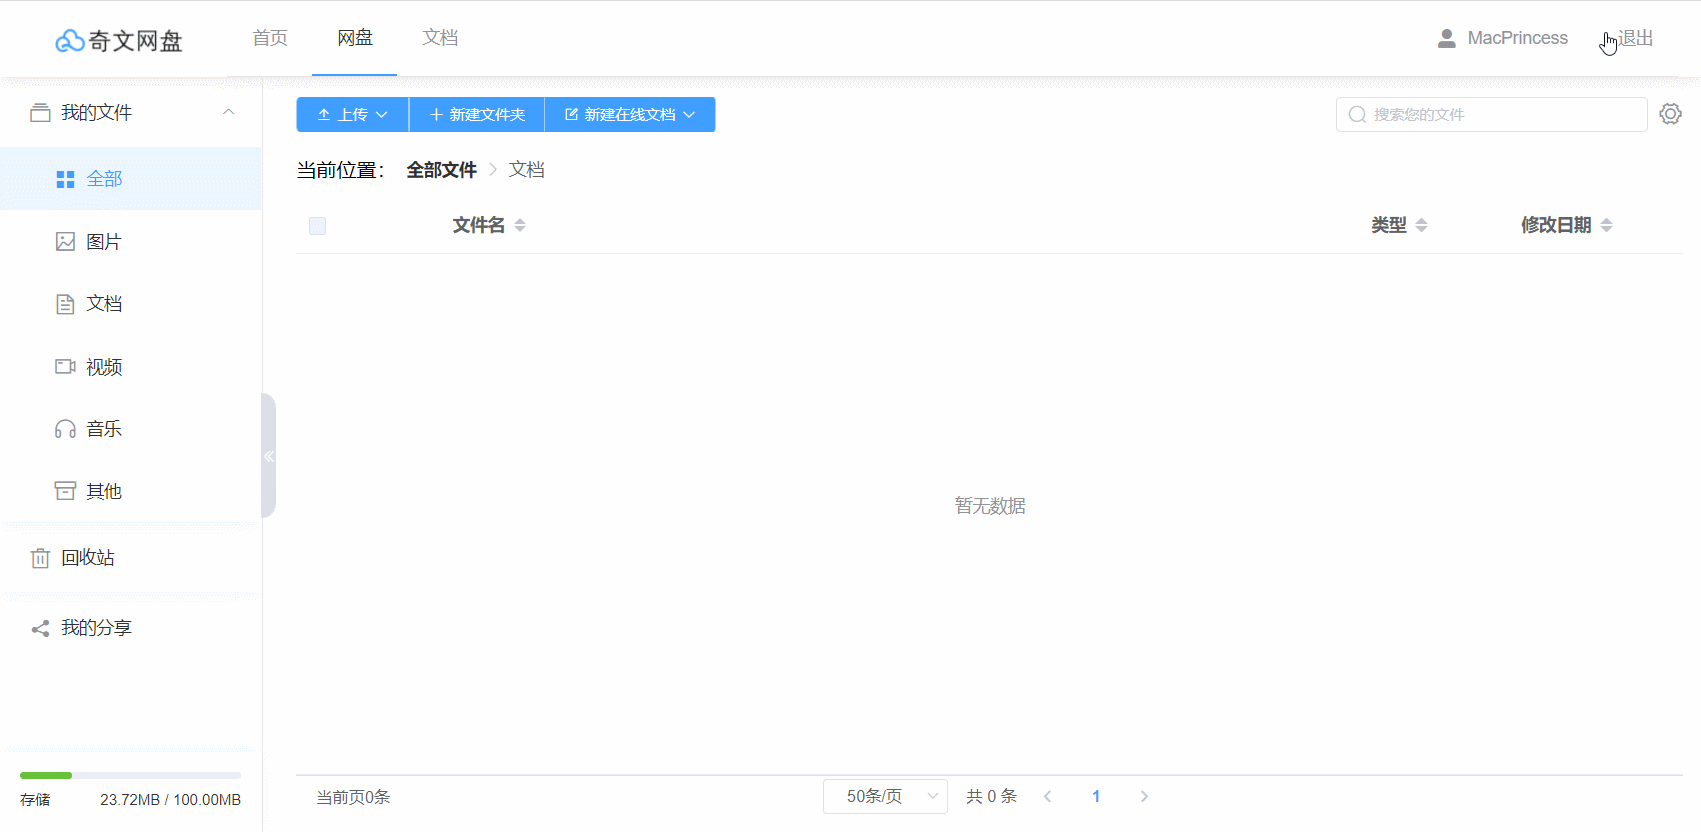 奇文网盘 首页 网盘 文档 MacPrincess 退出
我的文件
全部
图片
文档
视频
音乐
其他
回收站
我的分享
存储 23.72MB / 100.00MB
上传 新建文件夹 新建在线文档 搜索您的文件
当前位置： 全部文件 文档
文件名 类型 修改日期
暂无数据
当前页0条 50条/页 共 0 条 1